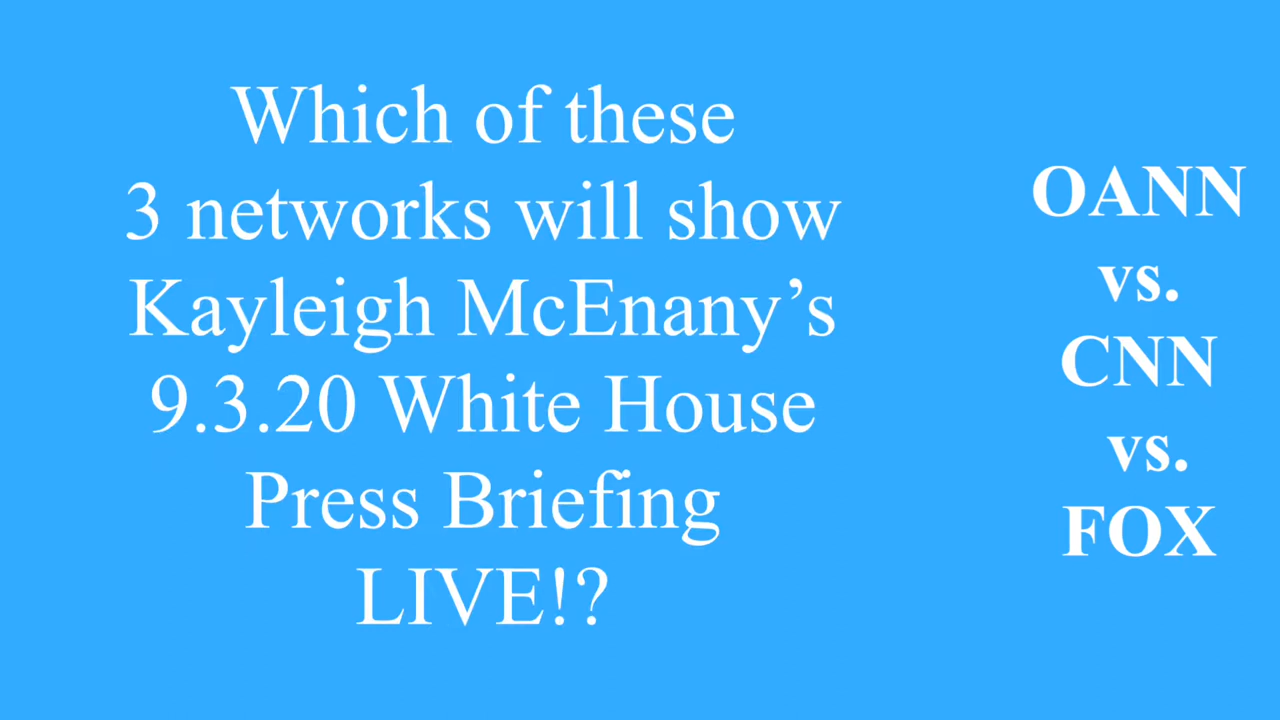 Which of these
3 networks will show
Kayleigh McEnany’s
9.3.20 White House
Press Briefing
LIVE!?
OANN
vs.
CNN
vs.
FOX